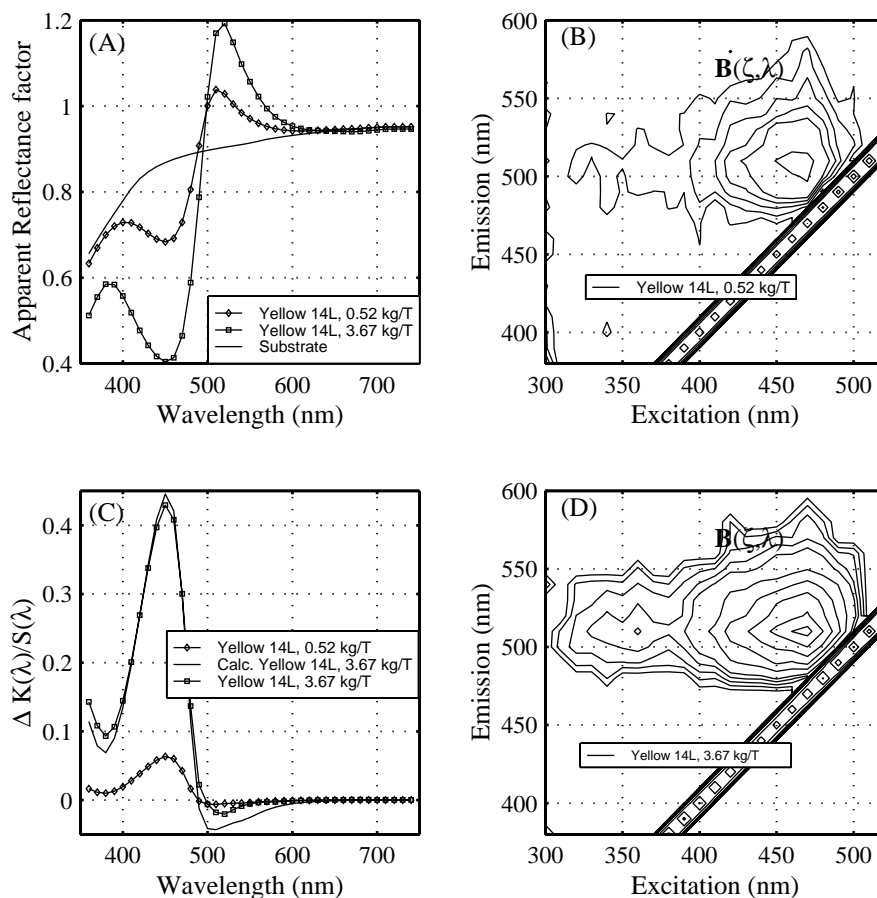 (A)
1.2
1
0.8
0.6
0.4
Apparent Reflectance factor
Yellow 14L, 0.52 kg/T
Yellow 14L, 3.67 kg/T
Substrate
400 500 600 700
Wavelength (nm)
(B)
Ḃ(ζ,λ)
600
550
500
450
400
Emission (nm)
Yellow 14L, 0.52 kg/T
300 350 400 450 500
Excitation (nm)
(C)
0.4
0.3
0.2
0.1
0
Δ K(λ)/S(λ)
Yellow 14L, 0.52 kg/T
Calc. Yellow 14L, 3.67 kg/T
Yellow 14L, 3.67 kg/T
400 500 600 700
Wavelength (nm)
(D)
B(ζ,λ)
600
550
500
450
400
Emission (nm)
Yellow 14L, 3.67 kg/T
300 350 400 450 500
Excitation (nm)